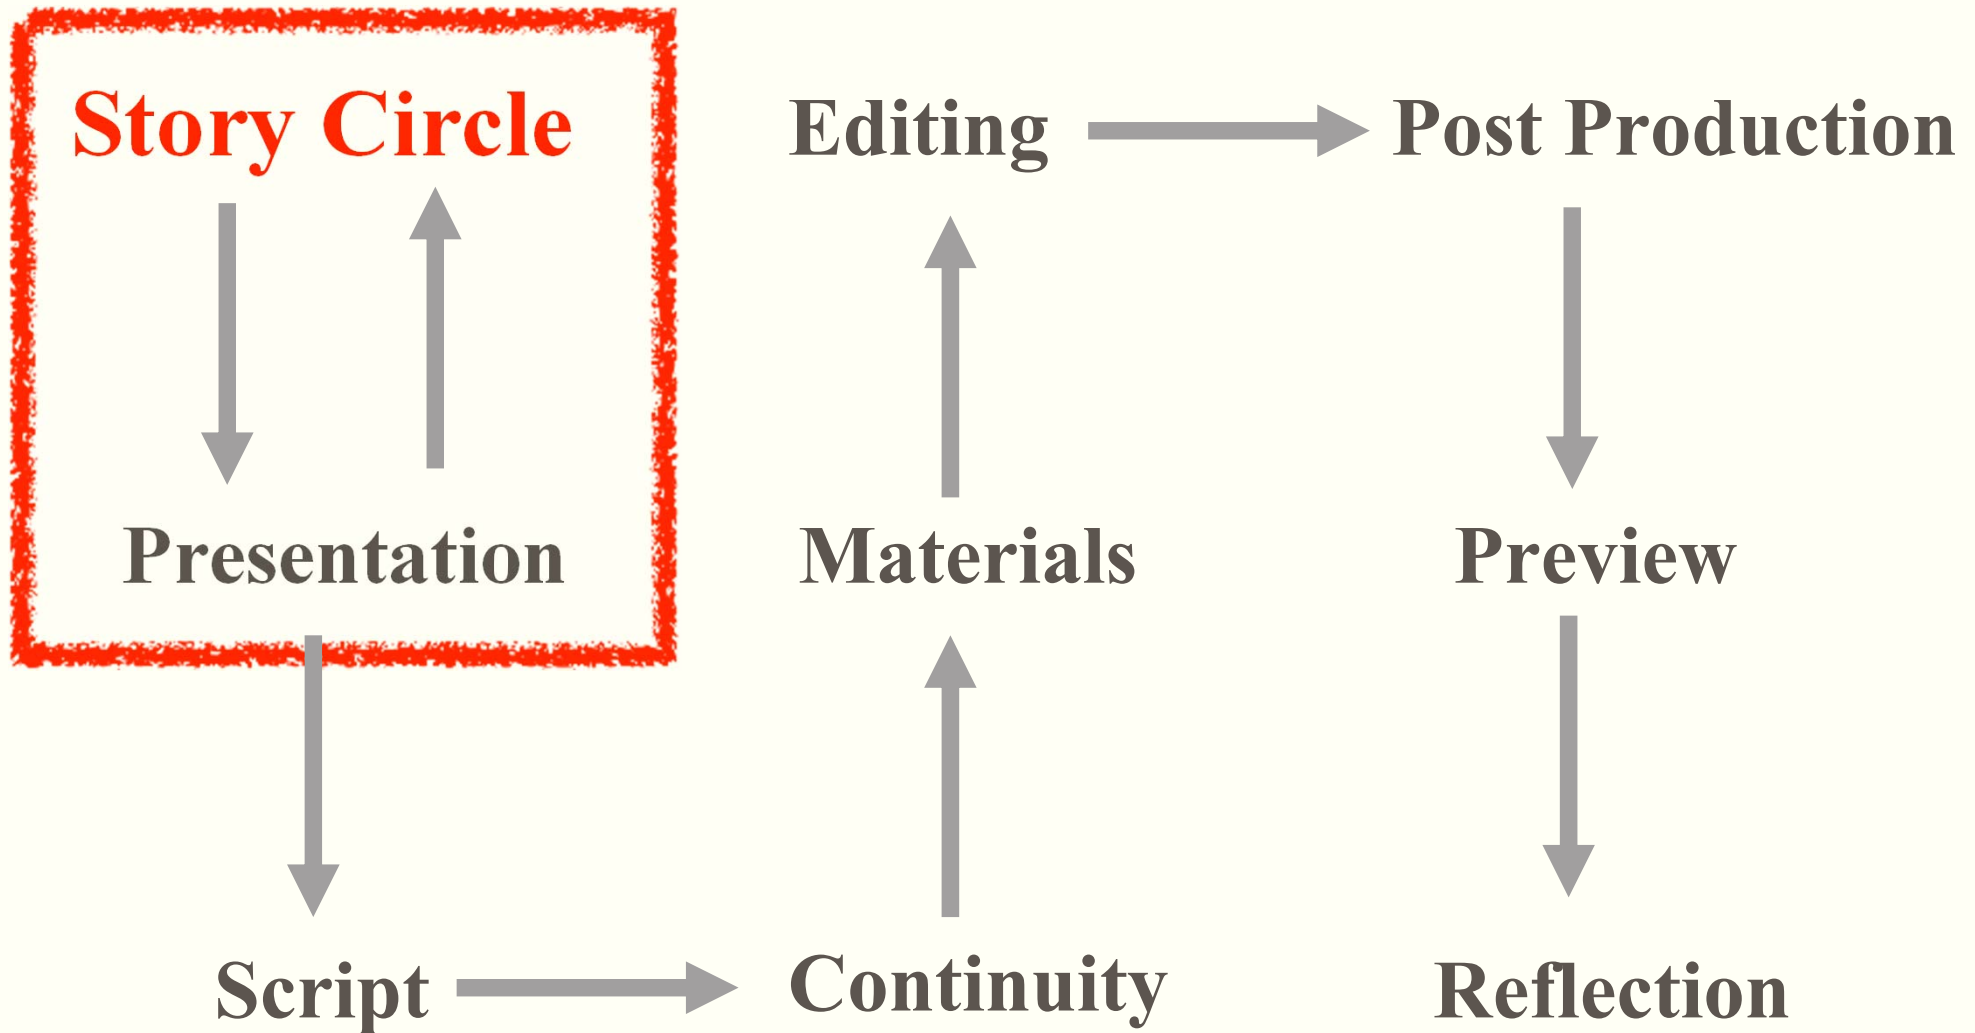 Story Circle
Presentation
Script
Continuity
Materials
Editing
Post Production
Preview
Reflection